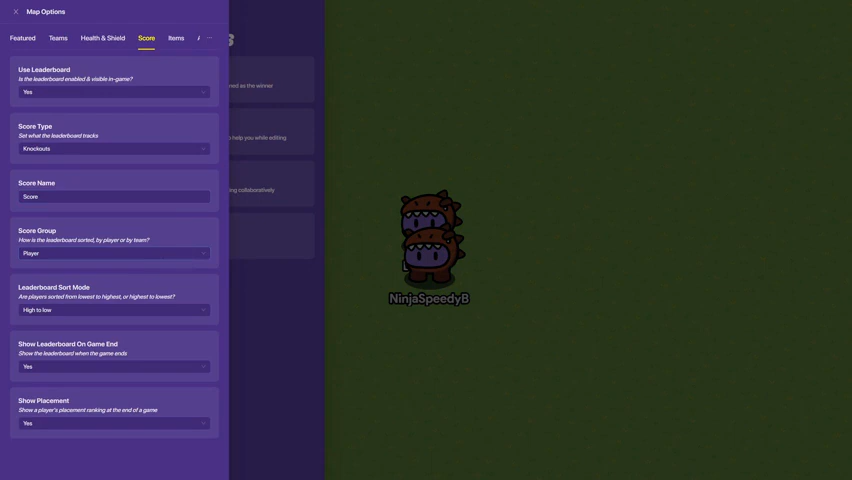 Map Options
Featured Teams Health & Shield Score Items
Use Leaderboard
Is the leaderboard enabled & visible in-game?
Yes
Score Type
Set what the leaderboard tracks
Knockouts
Score Name
Score
Score Group
How is the leaderboard sorted, by player or by team?
Player
Leaderboard Sort Mode
Are players sorted from lowest to highest, or highest to lowest?
High to low
Show Leaderboard On Game End
Show the leaderboard when the game ends
Yes
Show Placement
Show a player's placement ranking at the end of a game
Yes
ned as the winner
help you while editing
ing collaboratively
NinjaSpeedyB